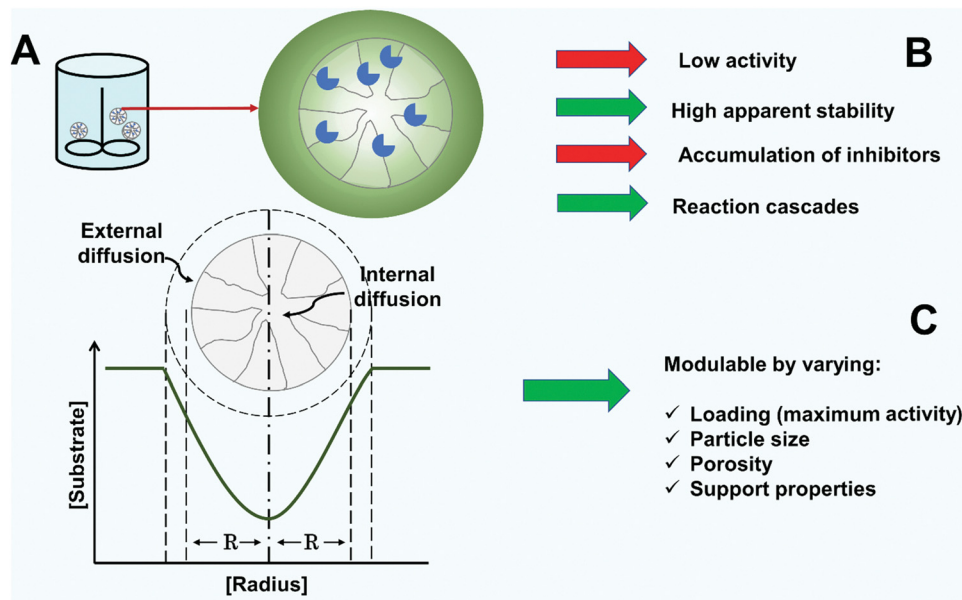 A
B
Low activity
High apparent stability
Accumulation of inhibitors
Reaction cascades
External
diffusion
Internal
diffusion
C
Modulable by varying:
✓ Loading (maximum activity)
✓ Particle size
✓ Porosity
✓ Support properties
[Substrate]
R R
[Radius]